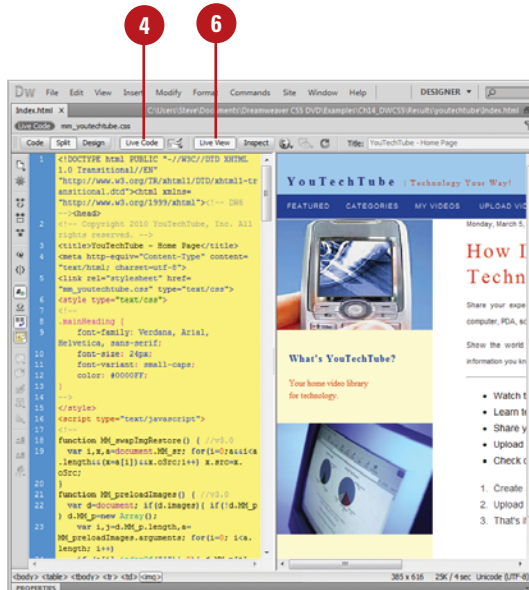 4 6
DW File Edit View Insert Modify Format Commands Site Window Help DESIGNER
Index.html × C:\Users\Steve\Documents\Dreamweaver CSS DVD\Examples\Ch14_DWCSS\Results\youtechtube\Index.html
Live Code mm_youtechtube.css
Code Split Design Live Code Live View Inspect Title: YouTechTube - Home Page
1 <!DOCTYPE html PUBLIC "-//W3C//DTD XHTML
1.0 Transitional//EN"
"http://www.w3.org/TR/xhtml1/DTD/xhtml1-tr
ansitional.dtd"><html xmlns=
"http://www.w3.org/1999/xhtml"><!-- DW6
--><head>
2 <!-- Copyright 2010 YouTechTube, Inc. All
rights reserved. -->
3 <title>YouTechTube - Home Page</title>
4 <meta http-equiv="Content-Type" content=
"text/html; charset=utf-8">
5 <link rel="stylesheet" href=
"mm_youtechtube.css" type="text/css">
6 <style type="text/css">
7 <!--
8 .mainHeading {
9 font-family: Verdana, Arial,
Helvetica, sans-serif;
10 font-size: 24px;
11 font-variant: small-caps;
12 color: #0000FF;
13 }
14 -->
15 </style>
16 <script type="text/javascript">
17 <!--
18 function MM_swapImgRestore() { //v3.0
19 var i,x,a=document.MM_sr; for(i=0;a&&i<a
.length&&(x=a[i])&&x.oSrc;i++) x.src=x.
oSrc;
20 }
21 function MM_preloadImages() { //v3.0
22 var d=document; if(d.images){ if(!d.MM_p
) d.MM_p=new Array();
23 var i,j=d.MM_p.length,a=
MM_preloadImages.arguments; for(i=0; i<a.
length; i++)
YouTechTube | Technology Your Way!
FEATURED CATEGORIES MY VIDEOS UPLOAD VID
Monday, March 5,
How I
Techn
Share your expe
computer, PDA, sc
Show the world
information you kn
What's YouTechTube?
Your home video library
for technology.
Watch t
Learn t
Share y
Upload
Check o
1. Create
2. Upload
3. That's i
<body> <table> <tbody> <tr> <td> <img> 385 x 616 25K / 4 sec Unicode (UTF-8)
PROPERTIES